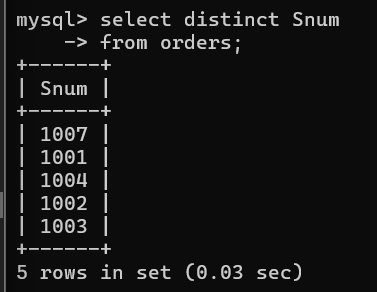 mysql> select distinct Snum
    -> from orders;
+------+
| Snum |
+------+
| 1007 |
| 1001 |
| 1004 |
| 1002 |
| 1003 |
+------+
5 rows in set (0.03 sec)